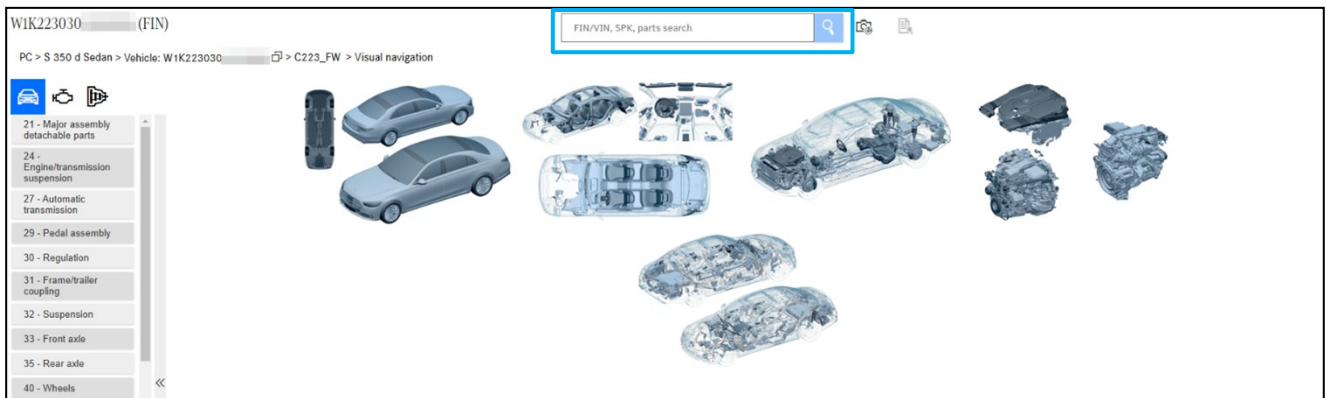 W1K223030 (FIN)
FIN/VIN, SPK, parts search
PC > S 350 d Sedan > Vehicle: W1K223030 > C223_FW > Visual navigation
21 - Major assembly
detachable parts
24 -
Engine/transmission
suspension
27 - Automatic
transmission
29 - Pedal assembly
30 - Regulation
31 - Frame/trailer
coupling
32 - Suspension
33 - Front axle
35 - Rear axle
40 - Wheels